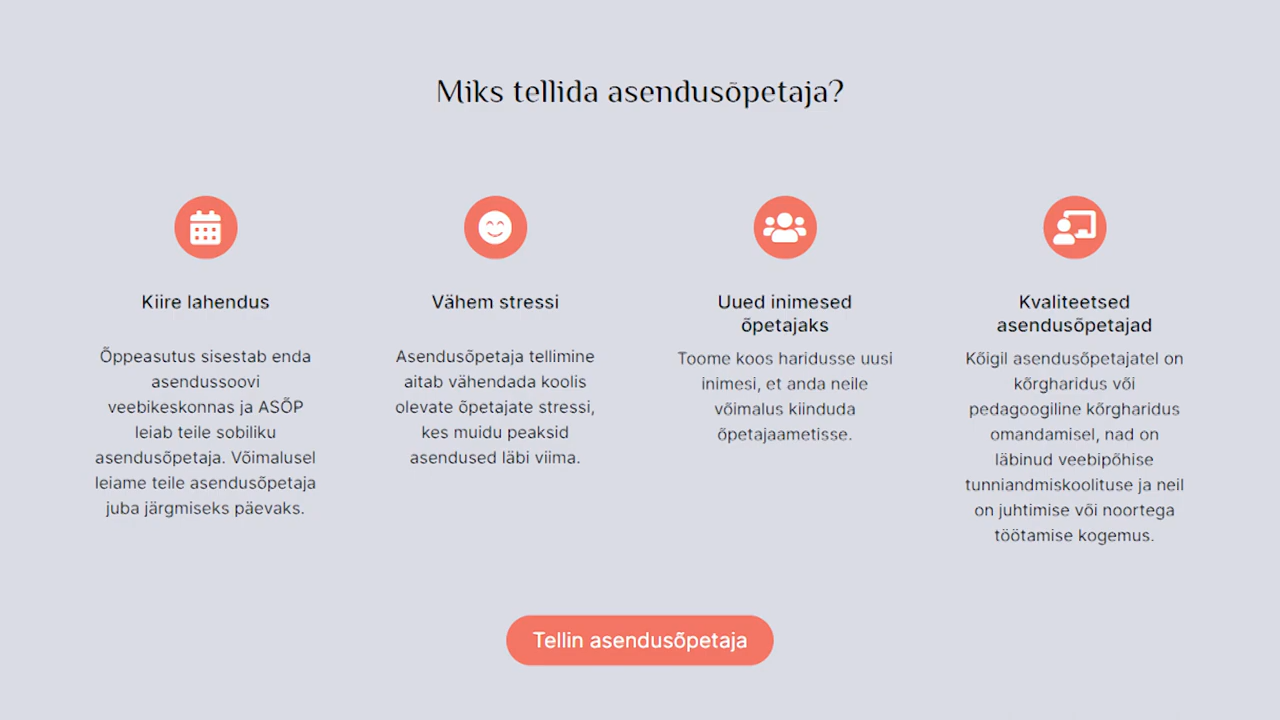 Miks tellida asendusõpetaja?
Kiire lahendus
Õppeasutus sisestab enda
asendussoovi
veebikeskonnas ja ASÕP
leiab teile sobiliku
asendusõpetaja. Võimalusel
leiame teile asendusõpetaja
juba järgmiseks päevaks.
Vähem stressi
Asendusõpetaja tellimine
aitab vähendada koolis
olevate õpetajate stressi,
kes muidu peaksid
asendused läbi viima.
Uued inimesed
õpetajaks
Toome koos haridusse uusi
inimesi, et anda neile
võimalus kiinduda
õpetajaametisse.
Kvaliteetsed
asendusõpetajad
Kõigil asendusõpetajatel on
kõrgharidus või
pedagoogiline kõrgharidus
omandamisel, nad on
läbinud veebipõhise
tunniandmiskoolituse ja neil
on juhtimise või noortega
töötamise kogemus.
Tellin asendusõpetaja